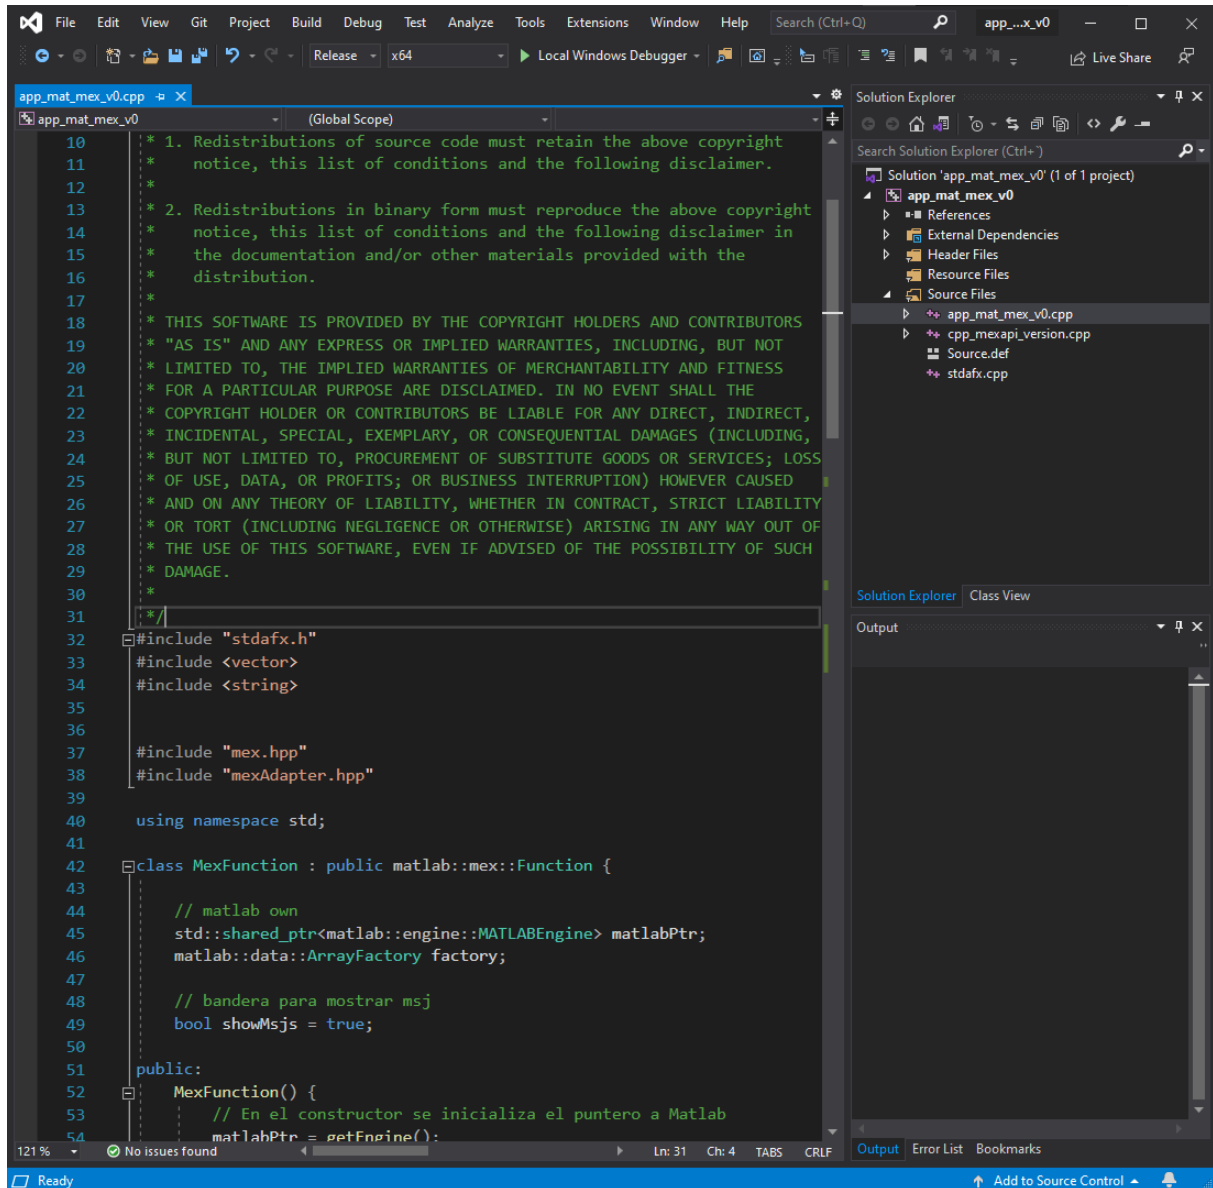 File Edit View Git Project Build Debug Test Analyze Tools Extensions Window Help Search (Ctrl+Q) app_...x_v0
Release x64 Local Windows Debugger Live Share
app_mat_mex_v0.cpp
app_mat_mex_v0 (Global Scope)
10 * 1. Redistributions of source code must retain the above copyright
11 * notice, this list of conditions and the following disclaimer.
12 *
13 * 2. Redistributions in binary form must reproduce the above copyright
14 * notice, this list of conditions and the following disclaimer in
15 * the documentation and/or other materials provided with the
16 * distribution.
17 *
18 * THIS SOFTWARE IS PROVIDED BY THE COPYRIGHT HOLDERS AND CONTRIBUTORS
19 * "AS IS" AND ANY EXPRESS OR IMPLIED WARRANTIES, INCLUDING, BUT NOT
20 * LIMITED TO, THE IMPLIED WARRANTIES OF MERCHANTABILITY AND FITNESS
21 * FOR A PARTICULAR PURPOSE ARE DISCLAIMED. IN NO EVENT SHALL THE
22 * COPYRIGHT HOLDER OR CONTRIBUTORS BE LIABLE FOR ANY DIRECT, INDIRECT,
23 * INCIDENTAL, SPECIAL, EXEMPLARY, OR CONSEQUENTIAL DAMAGES (INCLUDING,
24 * BUT NOT LIMITED TO, PROCUREMENT OF SUBSTITUTE GOODS OR SERVICES; LOSS
25 * OF USE, DATA, OR PROFITS; OR BUSINESS INTERRUPTION) HOWEVER CAUSED
26 * AND ON ANY THEORY OF LIABILITY, WHETHER IN CONTRACT, STRICT LIABILITY
27 * OR TORT (INCLUDING NEGLIGENCE OR OTHERWISE) ARISING IN ANY WAY OUT OF
28 * THE USE OF THIS SOFTWARE, EVEN IF ADVISED OF THE POSSIBILITY OF SUCH
29 * DAMAGE.
30 *
31 */
32 #include "stdafx.h"
33 #include <vector>
34 #include <string>
35
36
37 #include "mex.hpp"
38 #include "mexAdapter.hpp"
39
40 using namespace std;
41
42 class MexFunction : public matlab::mex::Function {
43
44 // matlab own
45 std::shared_ptr<matlab::engine::MATLABEngine> matlabPtr;
46 matlab::data::ArrayFactory factory;
47
48 // bandera para mostrar msj
49 bool showMsjs = true;
50
51 public:
52 MexFunction() {
53 // En el constructor se inicializa el puntero a Matlab
54 matlabPtr = getEngine();
121 % No issues found Ln: 31 Ch: 4 TABS CRLF
Solution Explorer
Search Solution Explorer (Ctrl+¨)
Solution 'app_mat_mex_v0' (1 of 1 project)
app_mat_mex_v0
References
External Dependencies
Header Files
Resource Files
Source Files
app_mat_mex_v0.cpp
cpp_mexapi_version.cpp
Source.def
stdafx.cpp
Solution Explorer Class View
Output
Output Error List Bookmarks
Ready Add to Source Control